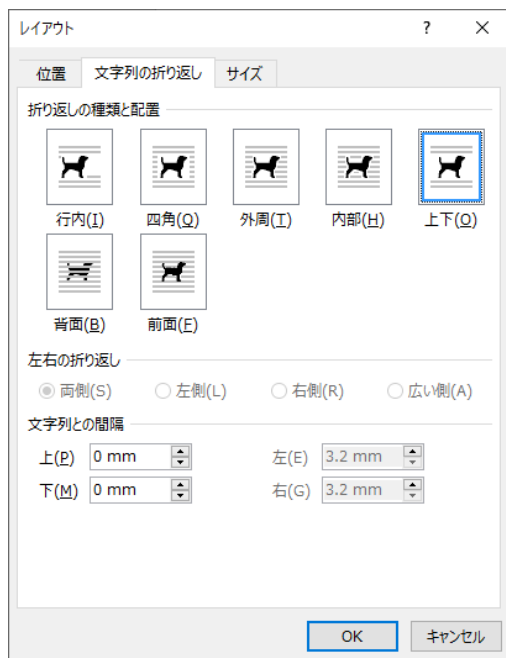 レイアウト ? ×
位置 文字列の折り返し サイズ
折り返しの種類と配置
行内(I) 四角(Q) 外周(T) 内部(H) 上下(O)
背面(B) 前面(F)
左右の折り返し
両側(S) 左側(L) 右側(R) 広い側(A)
文字列との間隔
上(P) 0 mm 左(E) 3.2 mm
下(M) 0 mm 右(G) 3.2 mm
OK キャンセル